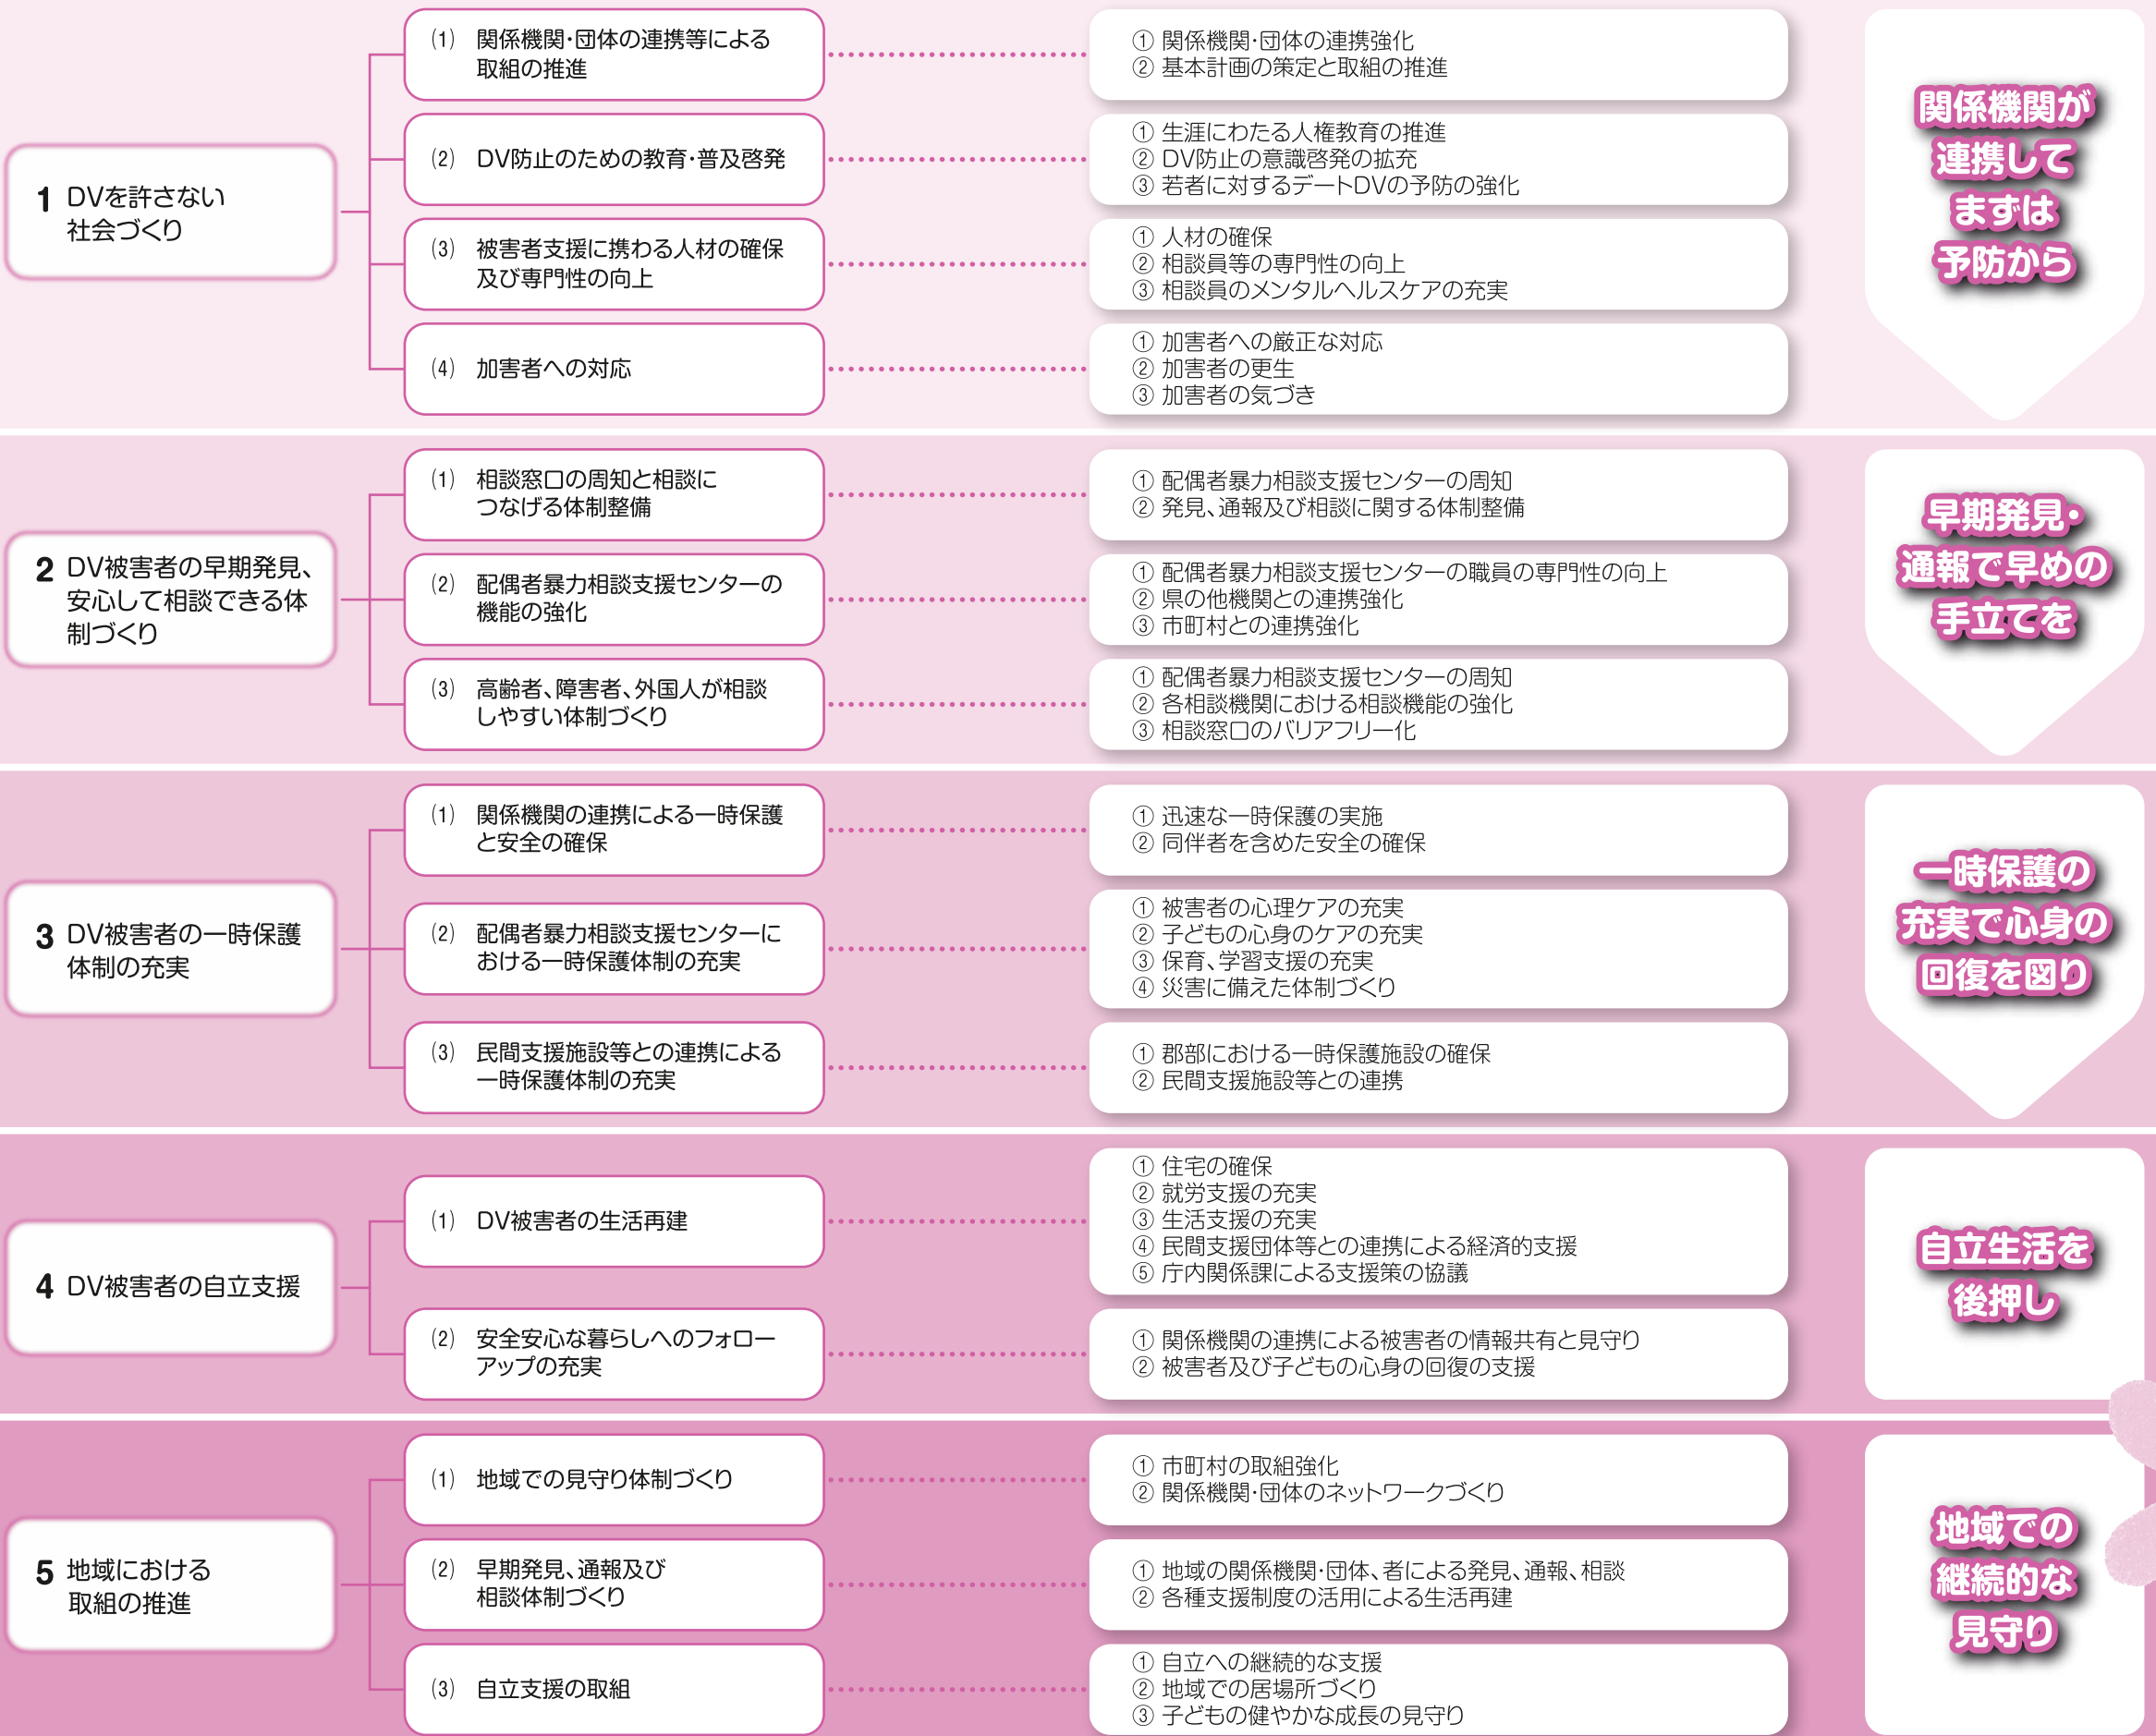 1 DVを許さない
社会づくり
(1) 関係機関・団体の連携等による
取組の推進
① 関係機関・団体の連携強化
② 基本計画の策定と取組の推進
(2) DV防止のための教育・普及啓発
① 生涯にわたる人権教育の推進
② DV防止の意識啓発の拡充
③ 若者に対するデートDVの予防の強化
(3) 被害者支援に携わる人材の確保
及び専門性の向上
① 人材の確保
② 相談員等の専門性の向上
③ 相談員のメンタルヘルスケアの充実
(4) 加害者への対応
① 加害者への厳正な対応
② 加害者の更生
③ 加害者の気づき
関係機関が
連携して
まずは
予防から
2 DV被害者の早期発見、
安心して相談できる体
制づくり
(1) 相談窓口の周知と相談に
つなげる体制整備
① 配偶者暴力相談支援センターの周知
② 発見、通報及び相談に関する体制整備
(2) 配偶者暴力相談支援センターの
機能の強化
① 配偶者暴力相談支援センターの職員の専門性の向上
② 県の他機関との連携強化
③ 市町村との連携強化
(3) 高齢者、障害者、外国人が相談
しやすい体制づくり
① 配偶者暴力相談支援センターの周知
② 各相談機関における相談機能の強化
③ 相談窓口のバリアフリー化
早期発見・
通報で早めの
手立てを
3 DV被害者の一時保護
体制の充実
(1) 関係機関の連携による一時保護
と安全の確保
① 迅速な一時保護の実施
② 同伴者を含めた安全の確保
(2) 配偶者暴力相談支援センターに
おける一時保護体制の充実
① 被害者の心理ケアの充実
② 子どもの心身のケアの充実
③ 保育、学習支援の充実
④ 災害に備えた体制づくり
(3) 民間支援施設等との連携による
一時保護体制の充実
① 郡部における一時保護施設の確保
② 民間支援施設等との連携
一時保護の
充実で心身の
回復を図り
4 DV被害者の自立支援
(1) DV被害者の生活再建
① 住宅の確保
② 就労支援の充実
③ 生活支援の充実
④ 民間支援団体等との連携による経済的支援
⑤ 庁内関係課による支援策の協議
(2) 安全安心な暮らしへのフォロー
アップの充実
① 関係機関の連携による被害者の情報共有と見守り
② 被害者及び子どもの心身の回復の支援
自立生活を
後押し
5 地域における
取組の推進
(1) 地域での見守り体制づくり
① 市町村の取組強化
② 関係機関・団体のネットワークづくり
(2) 早期発見、通報及び
相談体制づくり
① 地域の関係機関・団体、者による発見、通報、相談
② 各種支援制度の活用による生活再建
(3) 自立支援の取組
① 自立への継続的な支援
② 地域での居場所づくり
③ 子どもの健やかな成長の見守り
地域での
継続的な
見守り